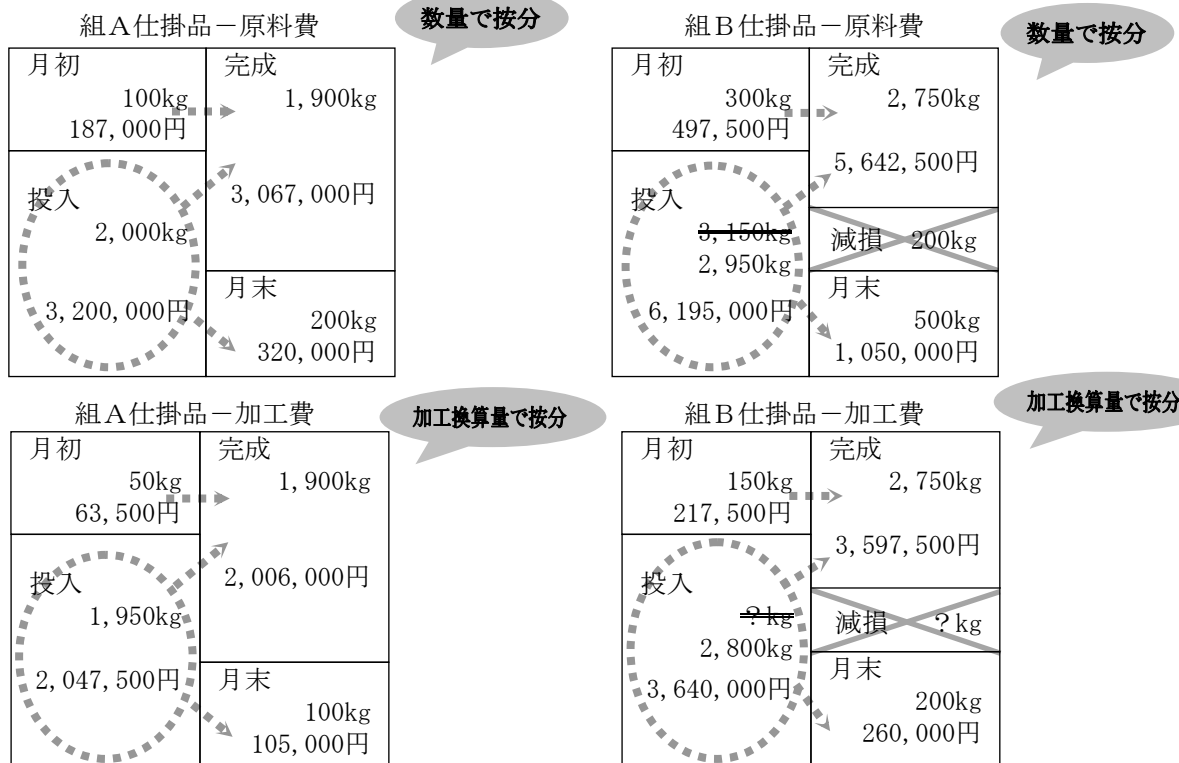 組Ａ仕掛品－原料費
数量で按分
月初
100kg
187,000円
投入
2,000kg
3,200,000円
完成
1,900kg
3,067,000円
月末
200kg
320,000円
組Ｂ仕掛品－原料費
数量で按分
月初
300kg
497,500円
投入
3,150kg
2,950kg
6,195,000円
完成
2,750kg
5,642,500円
減損 200kg
月末
500kg
1,050,000円
組Ａ仕掛品－加工費
加工換算量で按分
月初
50kg
63,500円
投入
1,950kg
2,047,500円
完成
1,900kg
2,006,000円
月末
100kg
105,000円
組Ｂ仕掛品－加工費
加工換算量で按分
月初
150kg
217,500円
投入
？kg
2,800kg
3,640,000円
完成
2,750kg
3,597,500円
減損 ？kg
月末
200kg
260,000円